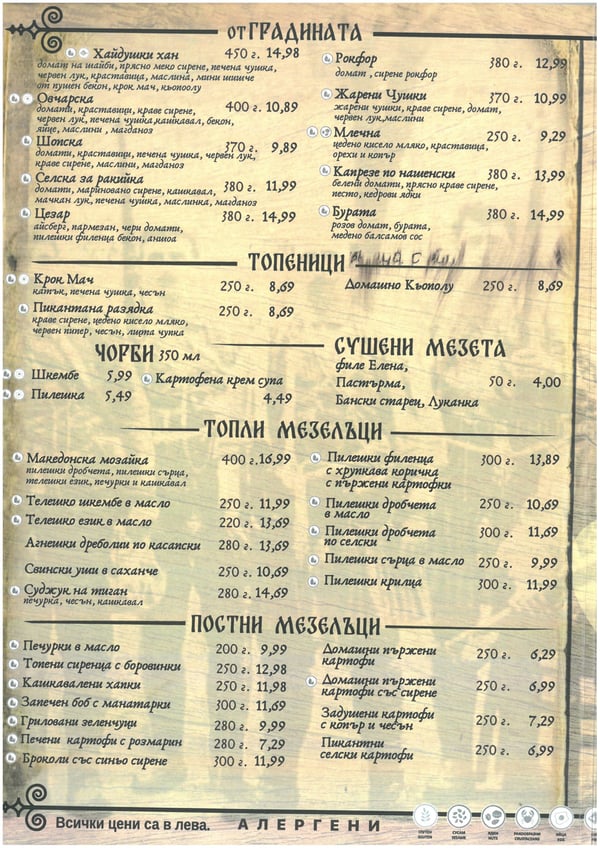 от ГРАДИНАТА
Хайдушки хан 450 г. 14,98
домат на шайби, прясно меко сирене, печена чушка,
червен лук, краставица, маслина, мини шишче
от пушен бекон, крок мач, кьопоолу
Овчарска 400 г. 10,89
домати, краставици, краве сирене,
червен лук, печена чушка, кашкавал, бекон,
яйце, маслини , магданоз
Шопска 370 г. 9,89
домати, краставици, печена чушка, червен лук,
краве сирене, маслини, магданоз
Селска за ракийка 380 г. 11,99
домати, мариновано сирене, кашкавал,
мачкан лук, печена чушка, маслинка, магданоз
Цезар 380 г. 14,99
айсберг, пармезан, чери домати,
пилешки филенца бекон, аншоа
Рокфор 380 г. 12,99
домат , сирене рокфор
Жарени Чушки 370 г. 10,99
жарени чушки, краве сирене, домат,
червен лук,маслини
Млечна 250 г. 9,29
цедено кисело мляко, краставица,
орехи и копър
Капрезе по нашенски 380 г. 13,99
белени домати, прясно краве сирене,
песто, кедрови ядки
Бурата 380 г. 14,99
розов домат, бурата,
медено балсамов сос
ТОПЕНИЦИ
Крок Мач 250 г. 8,69
катък, печена чушка, чесън
Пикантана разядка 250 г. 8,69
краве сирене, цедено кисело мляко,
червен пипер, чесън, люта чупка
Домашно Кьополу 250 г. 8,69
ЧОРБИ 350 мл
Шкембе 5,99
Пилешка 5,49
Картофена крем супа
4,49
СУШЕНИ МЕЗЕТА
филе Елена,
Пастърма, 50 г. 4,00
Бански старец, Луканка
ТОПЛИ МЕЗЕЛЪЦИ
Македонска мозайка 400 г. 16,99
пилешки дробчета, пилешки сърца,
телешки език, печурки и кашкавал
Телешко шкембе в масло 250 г. 11,99
Телешко език в масло 220 г. 13,69
Агнешки дреболии по касапски 280 г. 13,69
Свински уши в саханче 250 г. 10,69
Суджук на тиган 280 г. 14,69
печурка, чесън, кашкавал
Пилешки филенца 300 г. 13,89
с хрупкава коричка
с пържени картофки
Пилешки дробчета 250 г. 10,69
в масло
Пилешки дробчета 300 г. 11,69
по селски
Пилешки сърца в масло 250 г. 9,99
Пилешки крилца 300 г. 11,99
ПОСТНИ МЕЗЕЛЪЦИ
Печурки в масло 200 г. 9,99
Топени сиренца с боровинки 250 г. 12,98
Кашкавалени хапки 250 г. 11,98
Запечен боб с манатарки 300 г. 11,69
Гриловани зеленчуци 280 г. 9,99
Печени картофи с розмарин 280 г. 7,29
Броколи със синьо сирене 300 г. 11,99
Домашни пържени 250 г. 6,29
картофи
Домашни пържени 250 г. 6,99
картофи със сирене
Задушени картофи 250 г. 7,29
с копър и чесън
Пикантни 250 г. 6,99
селски картофи
Всички цени са в лева. АЛЕРГЕНИ